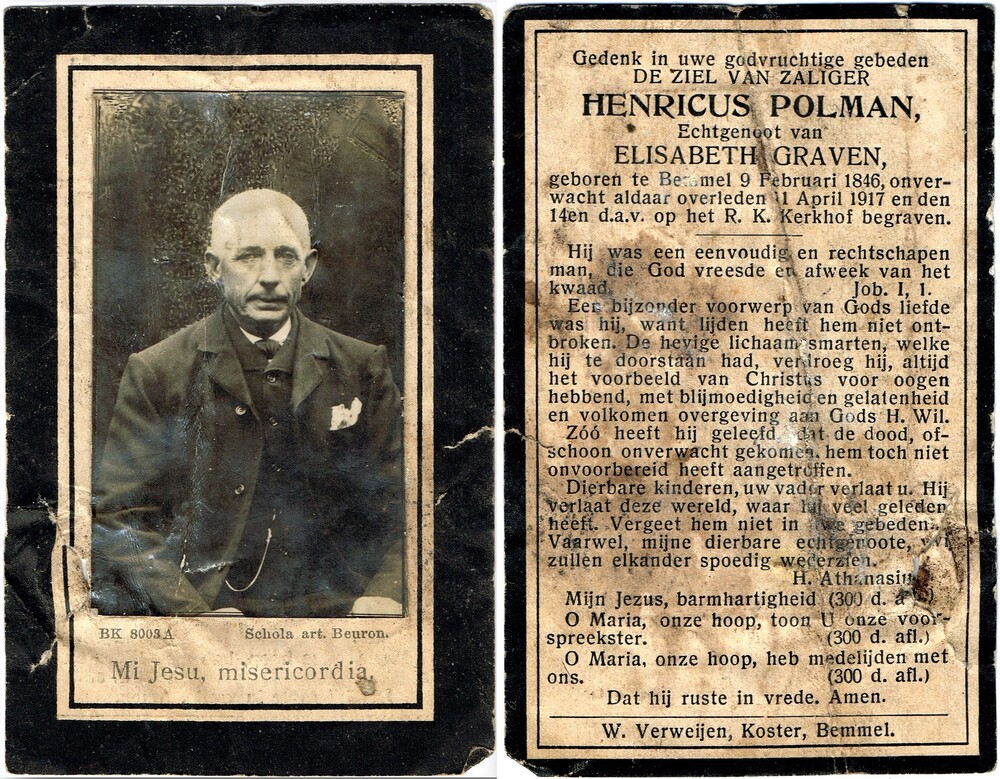 BK 8003A Schola art. Beuron.
Mi Jesu, misericordia.
Gedenk in uwe godvruchtige gebeden
DE ZIEL VAN ZALIGER
HENRICUS POLMAN,
Echtgenoot van
ELISABETH GRAVEN,
geboren te Bemmel 9 Februari 1846, onver-
wacht aldaar overleden 11 April 1917 en den
14en d.a.v. op het R. K. Kerkhof begraven.
Hij was een eenvoudig en rechtschapen
man, die God vreesde en afweek van het
kwaad. Job. I, 1.
Een bijzonder voorwerp van Gods liefde
was hij, want lijden heeft hem niet ont-
broken. De hevige lichaamssmarten, welke
hij te doorstaan had, verdroeg hij, altijd
het voorbeeld van Christus voor oogen
hebbend, met blijmoedigheid en gelatenheid
en volkomen overgeving aan Gods H. Wil.
Zóó heeft hij geleefd, dat de dood, of-
schoon onverwacht gekomen, hem toch niet
onvoorbereid heeft aangetroffen.
Dierbare kinderen, uw vader verlaat u. Hij
verlaat deze wereld, waar hij veel geleden
heeft. Vergeet hem niet in uwe gebeden.
Vaarwel, mijne dierbare echtgenoote, wij
zullen elkander spoedig wederzien.
H. Athanasius
Mijn Jezus, barmhartigheid (300 d. a
O Maria, onze hoop, toon U onze voor-
spreekster. (300 d. afl.)
O Maria, onze hoop, heb medelijden met
ons. (300 d. afl.)
Dat hij ruste in vrede. Amen.
W. Verweijen, Koster, Bemmel.